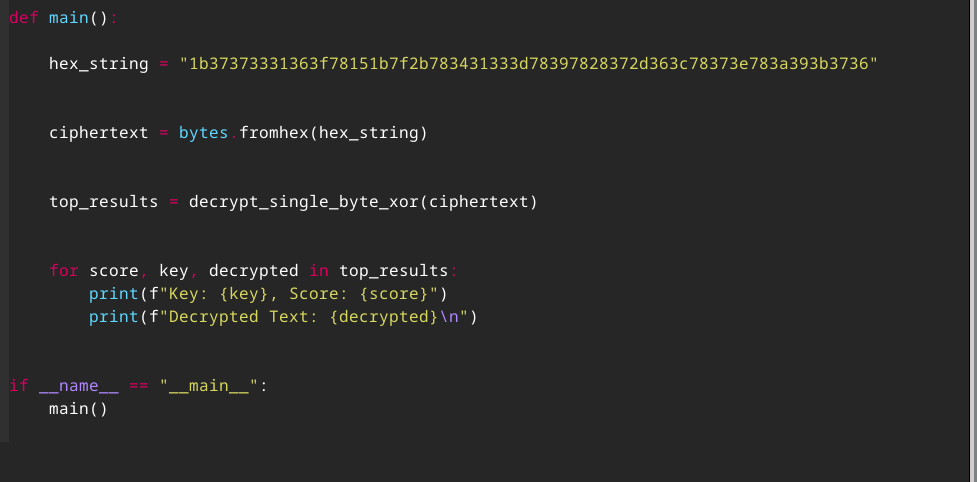 def main():
    hex_string = "1b37373331363f78151b7f2b783431333d78397828372d363c78373e783a393b3736"
    ciphertext = bytes.fromhex(hex_string)
    top_results = decrypt_single_byte_xor(ciphertext)
    for score, key, decrypted in top_results:
        print(f"Key: {key}, Score: {score}")
        print(f"Decrypted Text: {decrypted}\n")
if __name__ == "__main__":
    main()